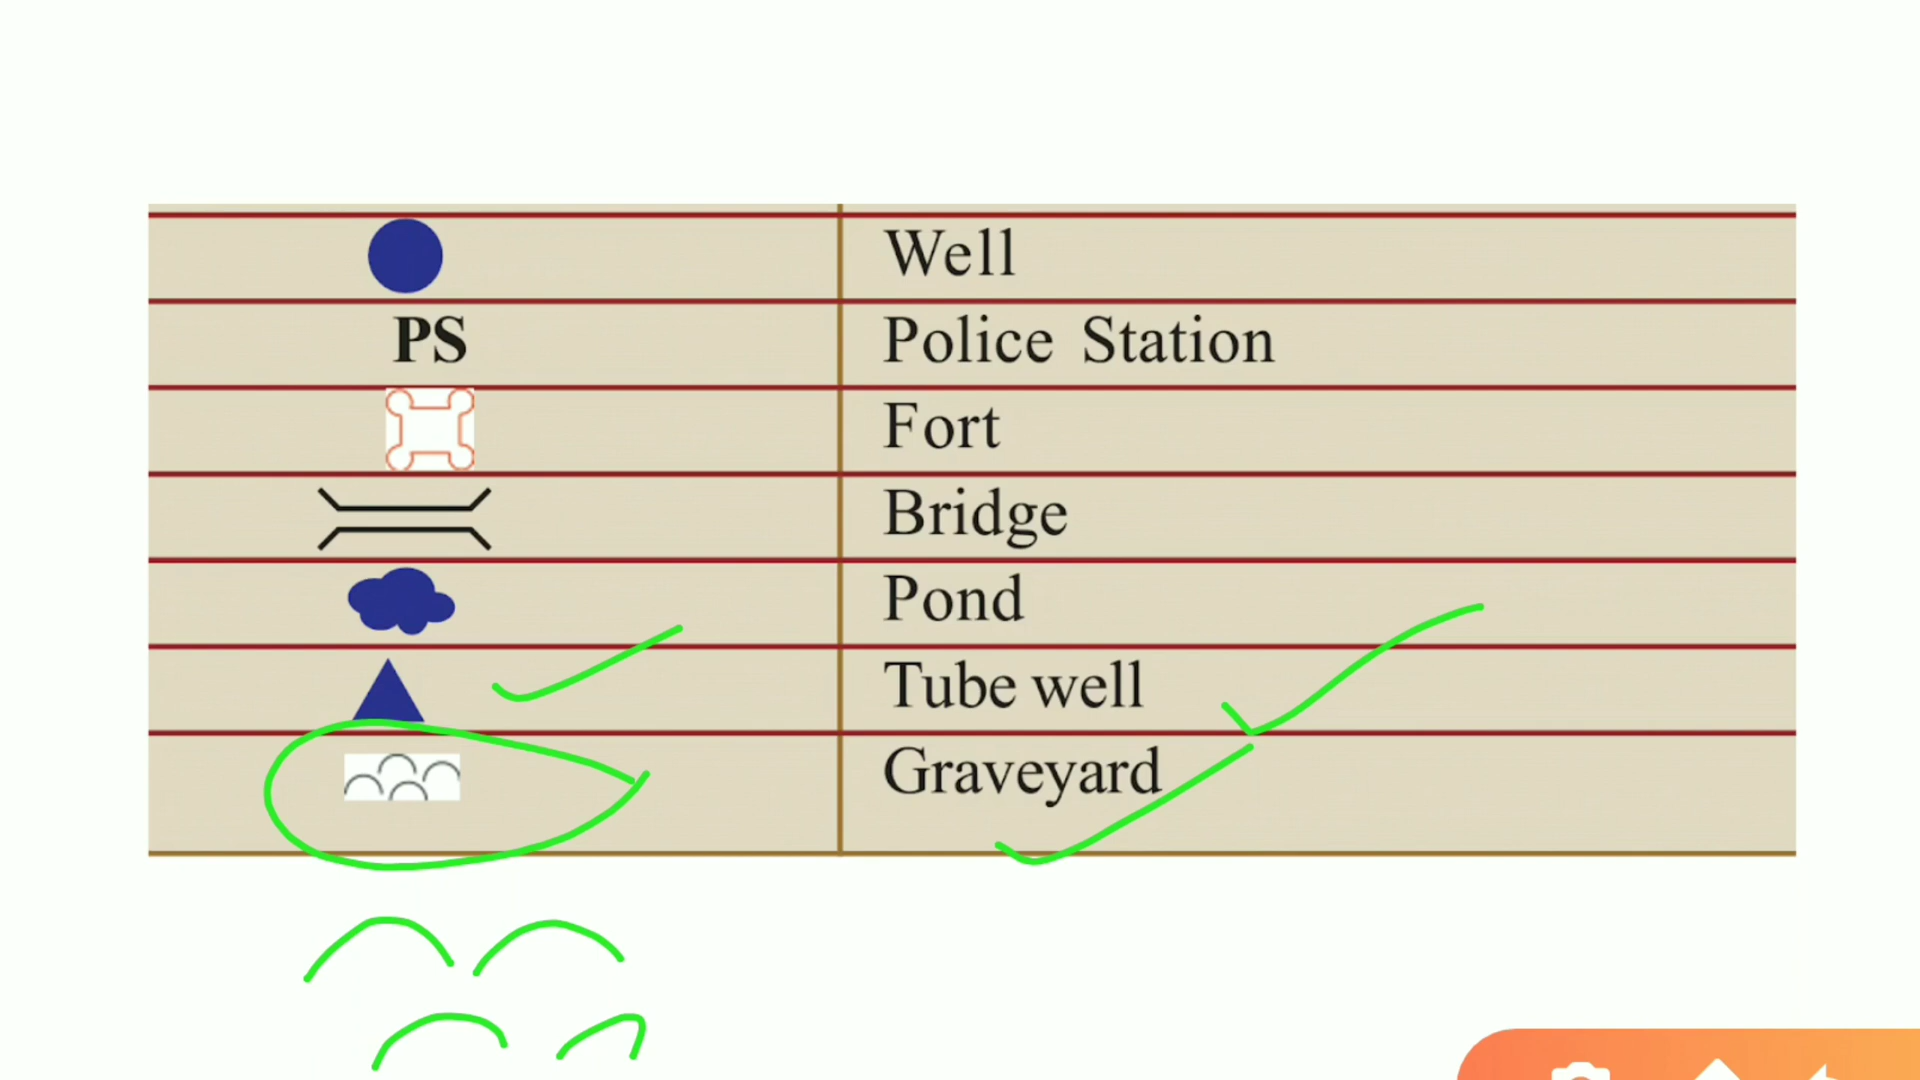 Well
PS Police Station
Fort
Bridge
Pond
Tube well
Graveyard